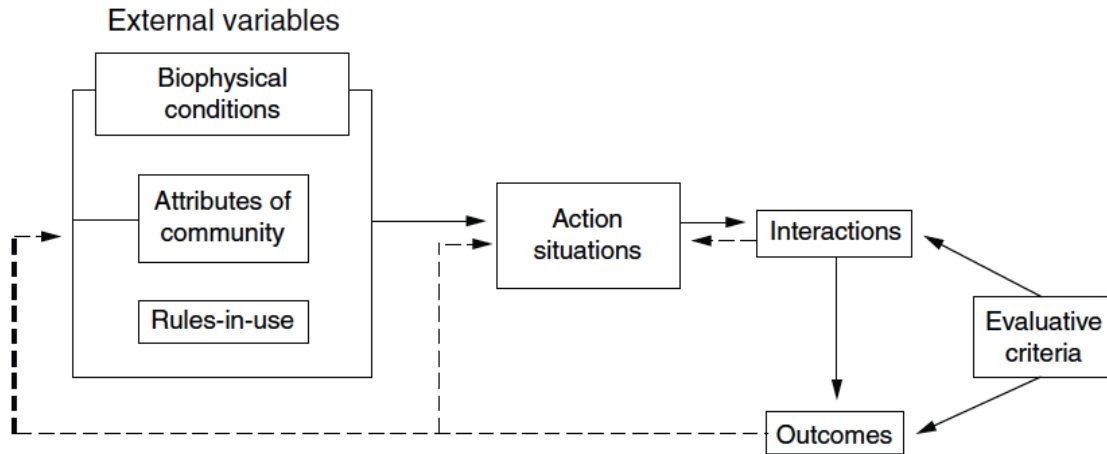 External variables
Biophysical
conditions
Attributes of
community
Rules-in-use
Action
situations
Interactions
Evaluative
criteria
Outcomes